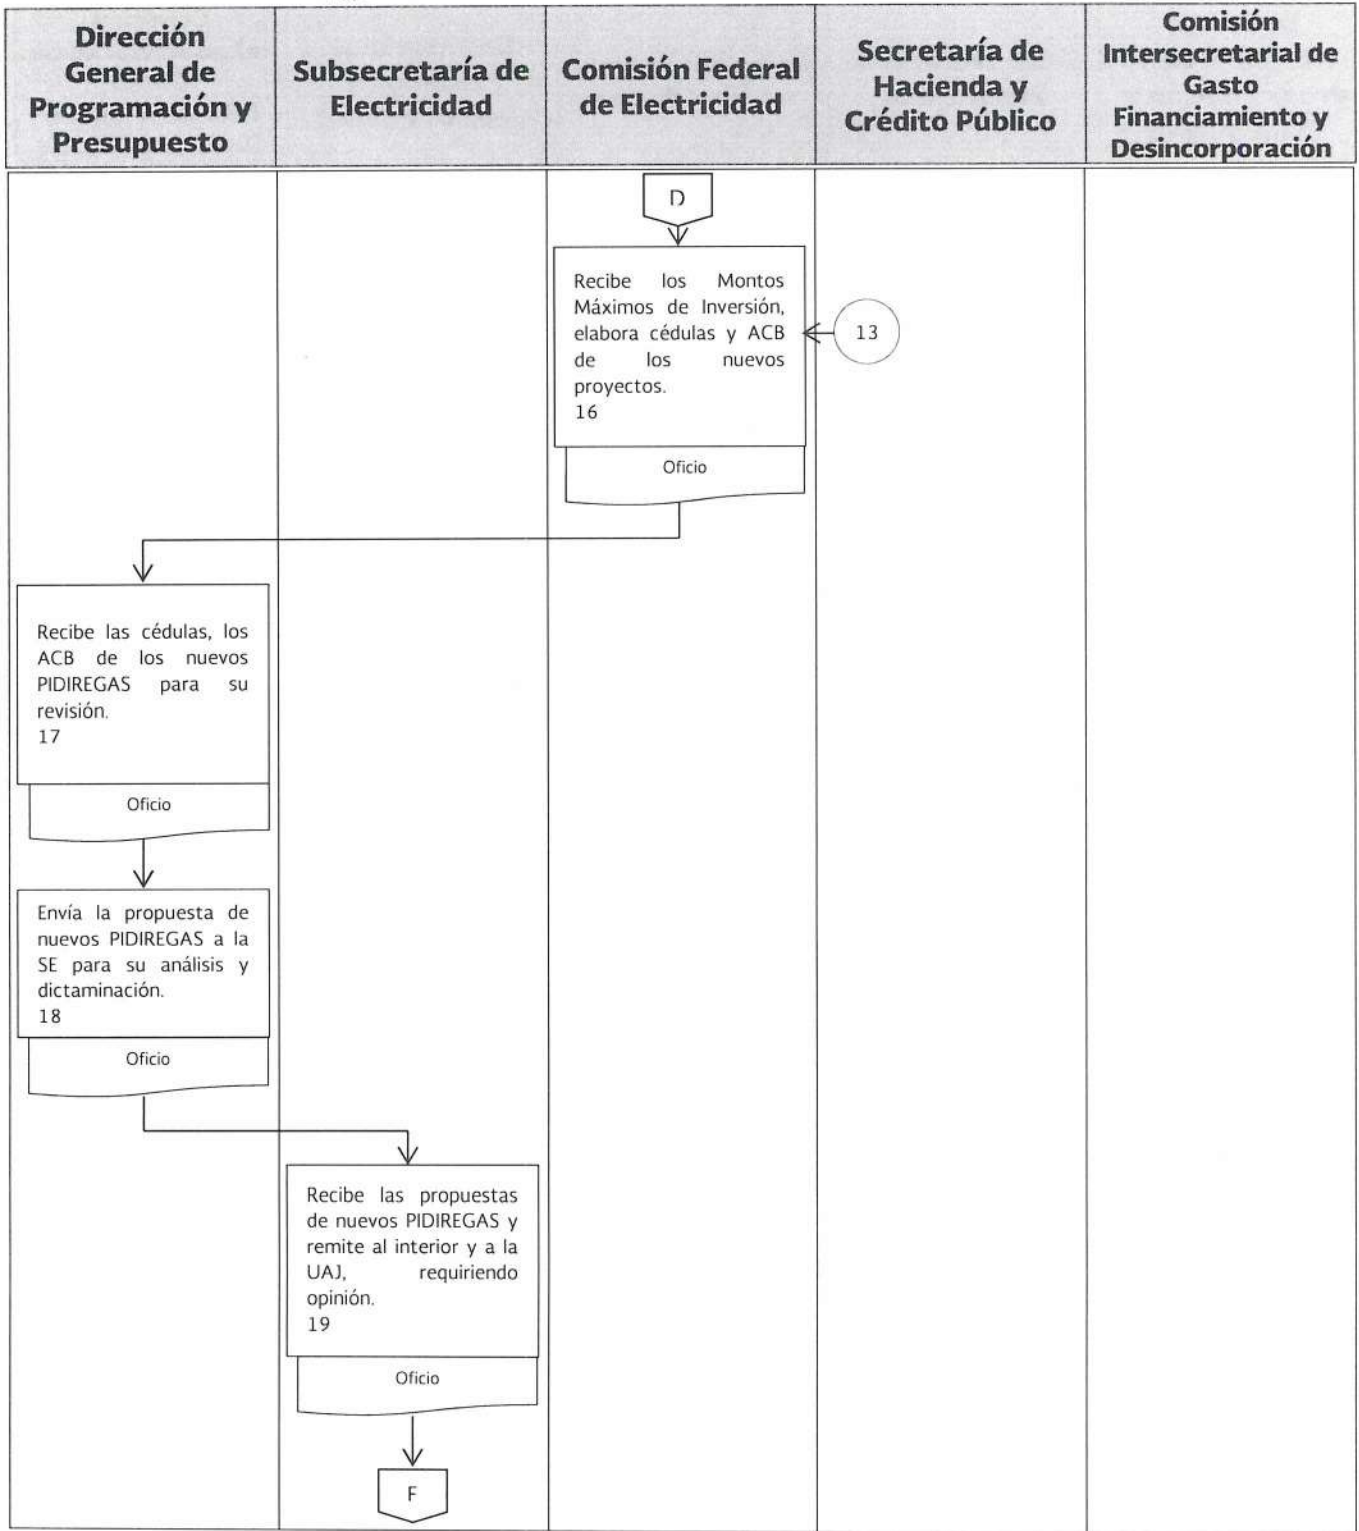 Dirección
General de
Programación y
Presupuesto
Subsecretaría de
Electricidad
Comisión Federal
de Electricidad
Secretaría de
Hacienda y
Crédito Público
Comisión
Intersecretarial de
Gasto
Financiamiento y
Desincorporación
D
Recibe los Montos
Máximos de Inversión,
elabora cédulas y ACB
de los nuevos
proyectos.
16
13
Oficio
Recibe las cédulas, los
ACB de los nuevos
PIDIREGAS para su
revisión.
17
Oficio
Envía la propuesta de
nuevos PIDIREGAS a la
SE para su análisis y
dictaminación.
18
Oficio
Recibe las propuestas
de nuevos PIDIREGAS y
remite al interior y a la
UAJ, requiriendo
opinión.
19
Oficio
F